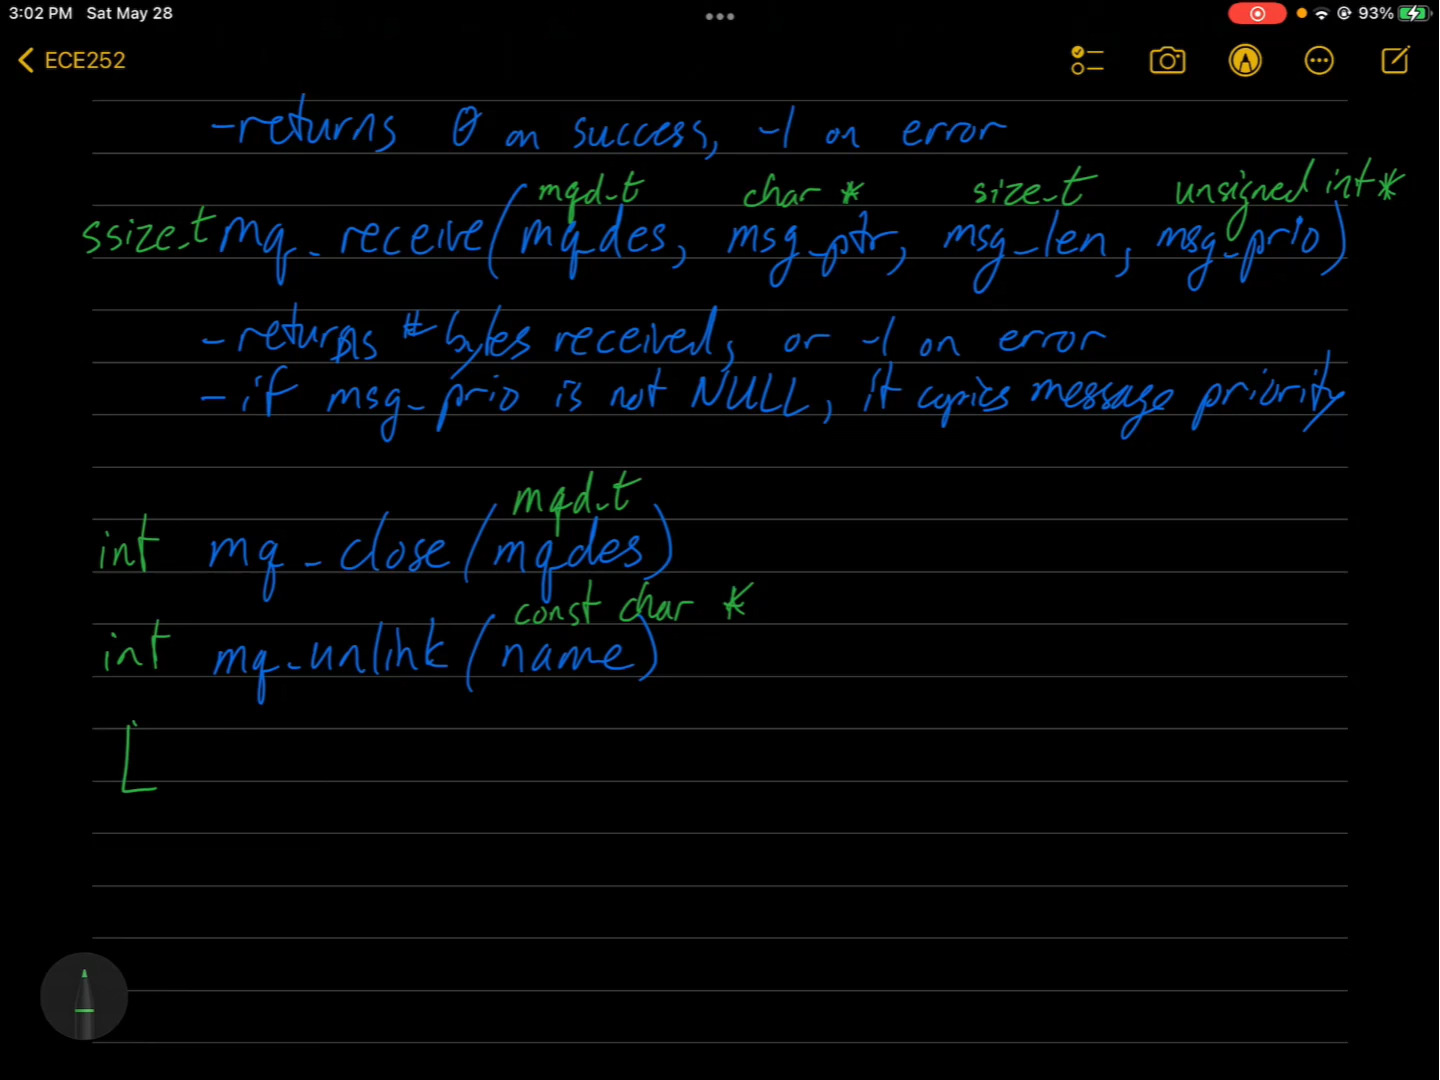 3:02 PM Sat May 28 93%
ECE252
-returns 0 on success, -1 on error
mqd_t char * size_t unsigned int *
ssize_t mq_receive(mqdes, msg_ptr, msg_len, msg_prio)
- returns # bytes received, or -1 on error
- if msg_prio is not NULL, it copies message priority
mqd_t
int mq_close(mqdes)
const char *
int mq_unlink(name)